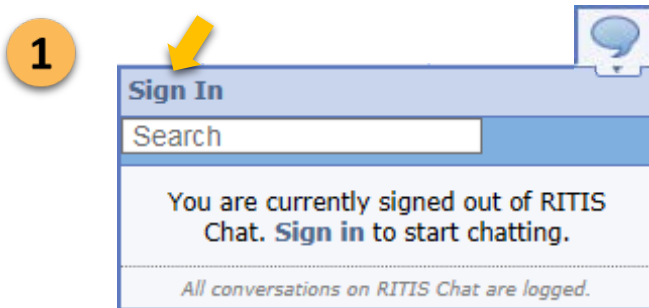 1
Sign In
Search
You are currently signed out of RITIS
Chat. Sign in to start chatting.
All conversations on RITIS Chat are logged.